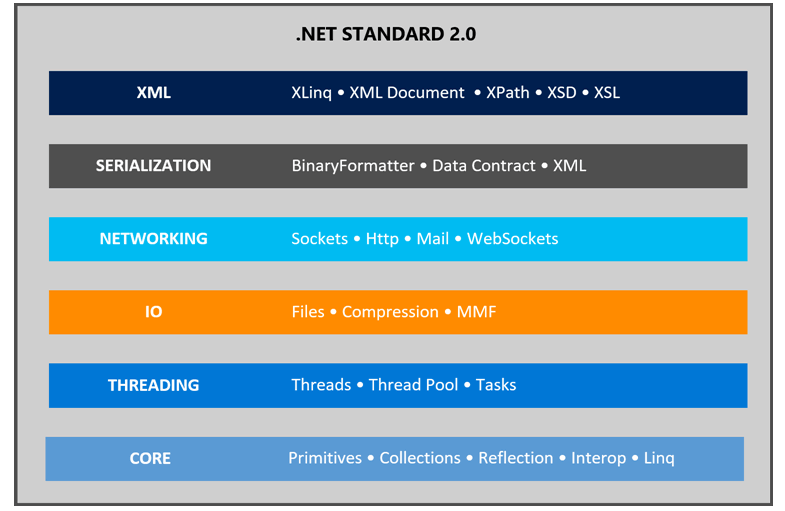 .NET STANDARD 2.0
XML XLinq • XML Document • XPath • XSD • XSL
SERIALIZATION BinaryFormatter • Data Contract • XML
NETWORKING Sockets • Http • Mail • WebSockets
IO Files • Compression • MMF
THREADING Threads • Thread Pool • Tasks
CORE Primitives • Collections • Reflection • Interop • Linq